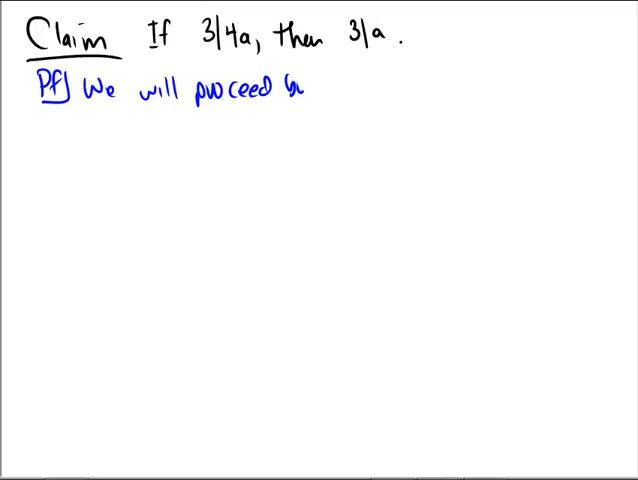 Claim If 3|4a, then 3|a.
Pf] We will proceed